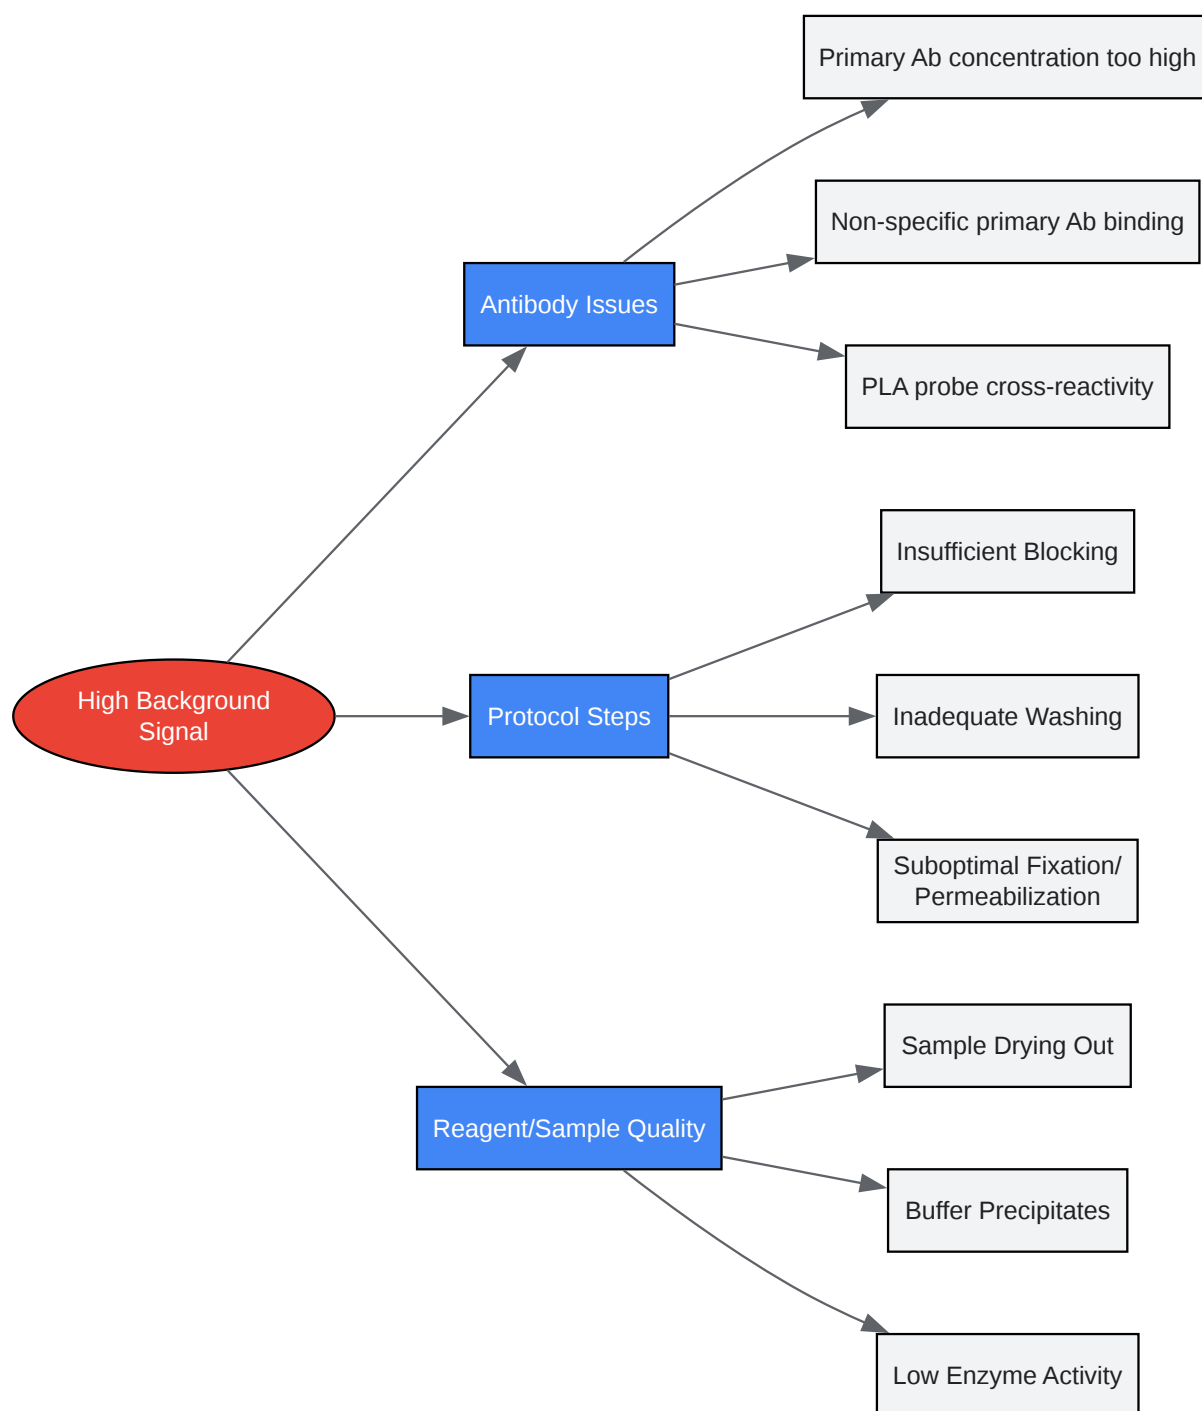 Primary Ab concentration too high
Non-specific primary Ab binding
Antibody Issues
PLA probe cross-reactivity
Insufficient Blocking
High Background
Signal
Protocol Steps
Inadequate Washing
Suboptimal Fixation/
Permeabilization
Sample Drying Out
Reagent/Sample Quality
Buffer Precipitates
Low Enzyme Activity